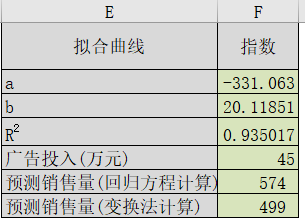 E F
拟合曲线 指数
a -331.063
b 20.11851
R² 0.935017
广告投入(万元) 45
预测销售量(回归方程计算) 574
预测销售量(变换法计算) 499